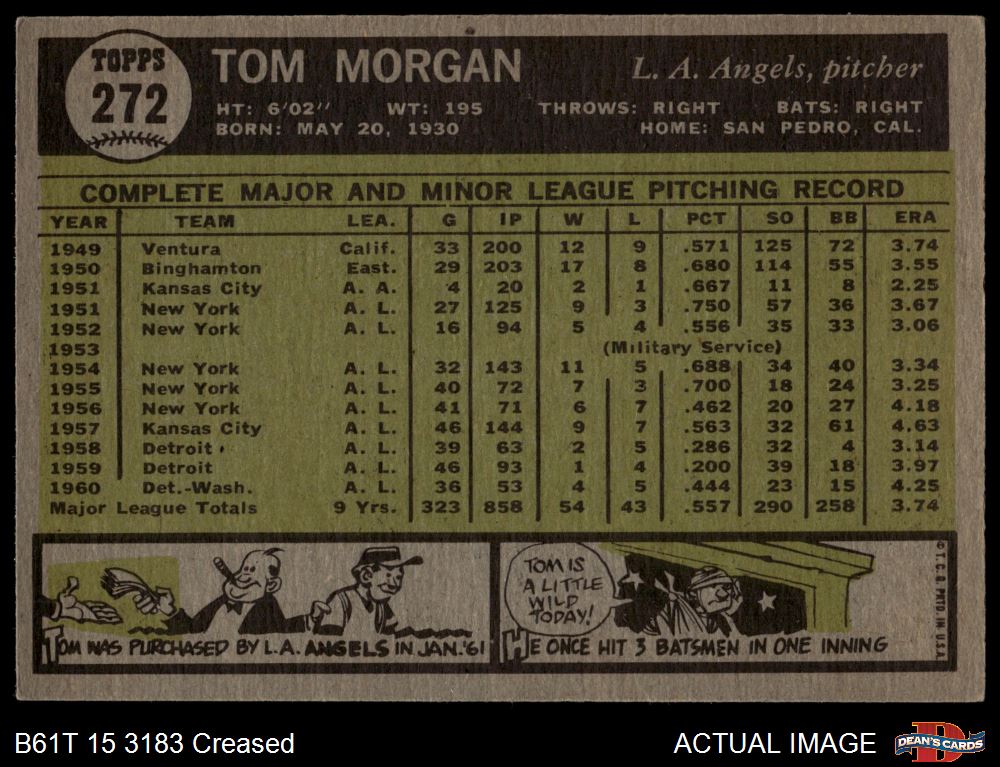 TOPPS
272
TOM MORGAN
L. A. Angels, pitcher
HT: 6'02" WT: 195 THROWS: RIGHT BATS: RIGHT
BORN: MAY 20, 1930 HOME: SAN PEDRO, CAL.
COMPLETE MAJOR AND MINOR LEAGUE PITCHING RECORD
YEAR TEAM LEA. G IP W L PCT SO BB ERA
1949 Ventura Calif. 33 200 12 9 .571 125 72 3.74
1950 Binghamton East. 29 203 17 8 .680 114 55 3.55
1951 Kansas City A. A. 4 20 2 1 .667 11 8 2.25
1951 New York A. L. 27 125 9 3 .750 57 36 3.67
1952 New York A. L. 16 94 5 4 .556 35 33 3.06
1953 (Military Service)
1954 New York A. L. 32 143 11 5 .688 34 40 3.34
1955 New York A. L. 40 72 7 3 .700 18 24 3.25
1956 New York A. L. 41 71 6 7 .462 20 27 4.18
1957 Kansas City A. L. 46 144 9 7 .563 32 61 4.63
1958 Detroit A. L. 39 63 2 5 .286 32 4 3.14
1959 Detroit A. L. 46 93 1 4 .200 39 18 3.97
1960 Det.-Wash. A. L. 36 53 4 5 .444 23 15 4.25
Major League Totals 9 Yrs. 323 858 54 43 .557 290 258 3.74
TOM WAS PURCHASED BY L.A. ANGELS IN JAN. '61
TOM IS
A LITTLE
WILD
TODAY!
HE ONCE HIT 3 BATSMEN IN ONE INNING
© T.C.G. PRTD. IN U.S.A.
B61T 15 3183 Creased
ACTUAL IMAGE
D
DEAN'S CARDS